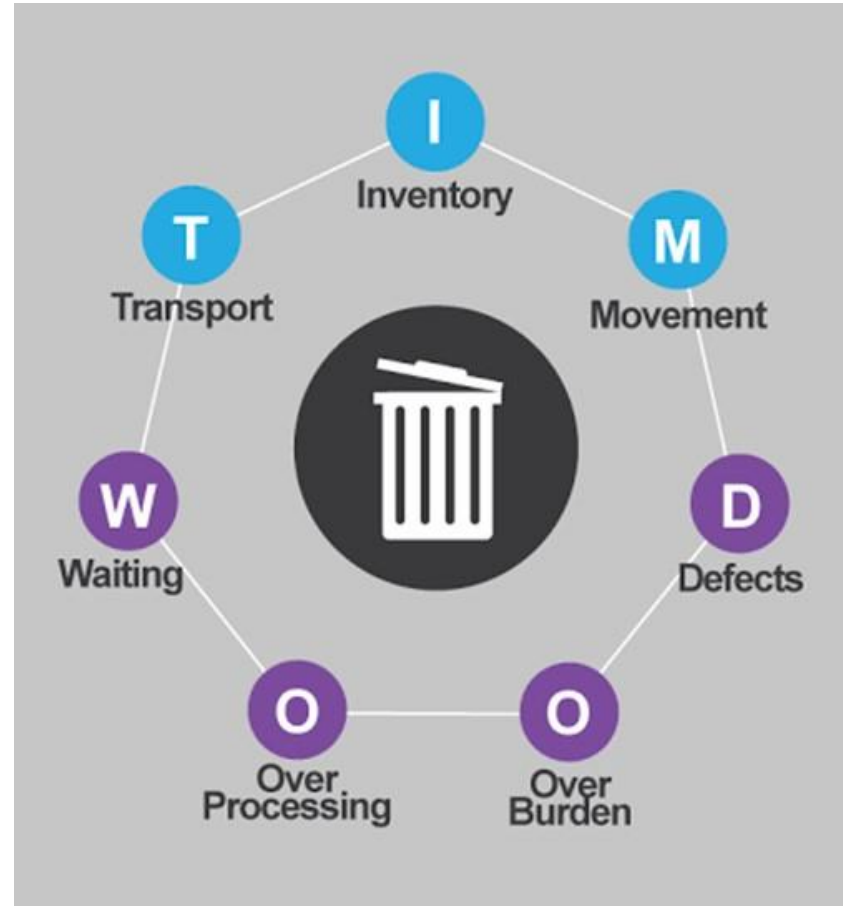 I
Inventory
T
Transport
M
Movement
W
Waiting
D
Defects
O
Over
Processing
O
Over
Burden